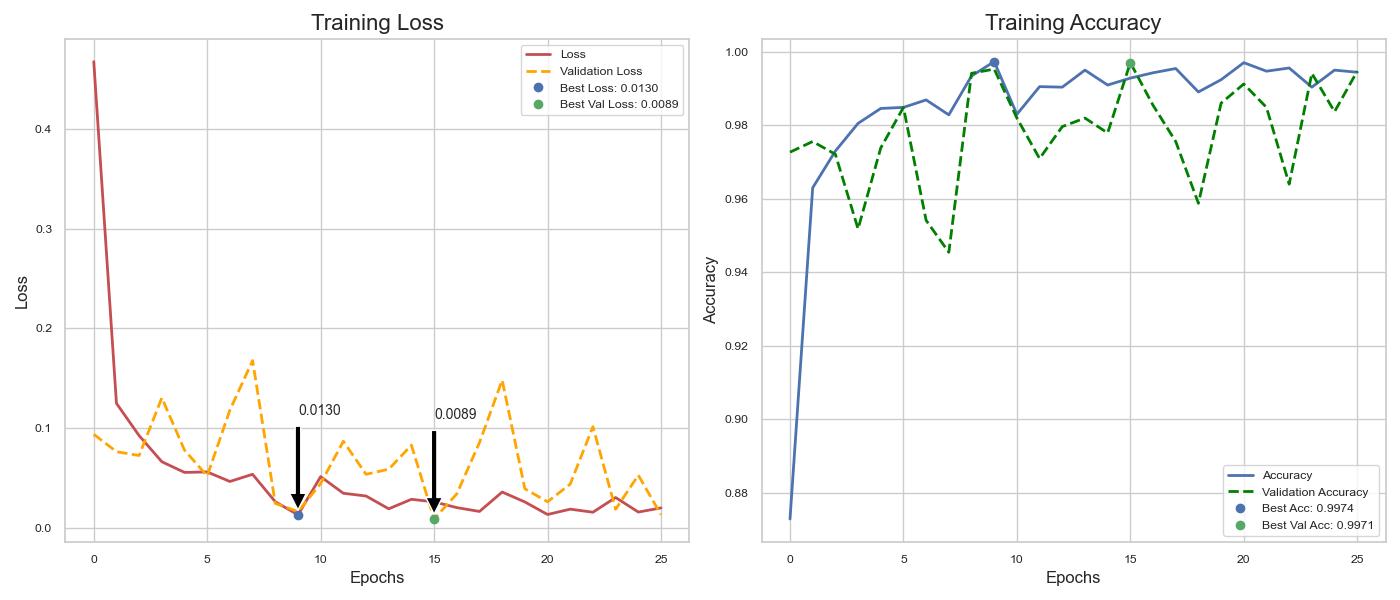 Training Loss
Loss
Validation Loss
Best Loss: 0.0130
Best Val Loss: 0.0089
0.4
0.3
0.2
0.1
0.0
Loss
0.0130
0.0089
0
5
10
15
20
25
Epochs
Training Accuracy
1.00
0.98
0.96
0.94
0.92
0.90
0.88
Accuracy
Accuracy
Validation Accuracy
Best Acc: 0.9974
Best Val Acc: 0.9971
0
5
10
15
20
25
Epochs